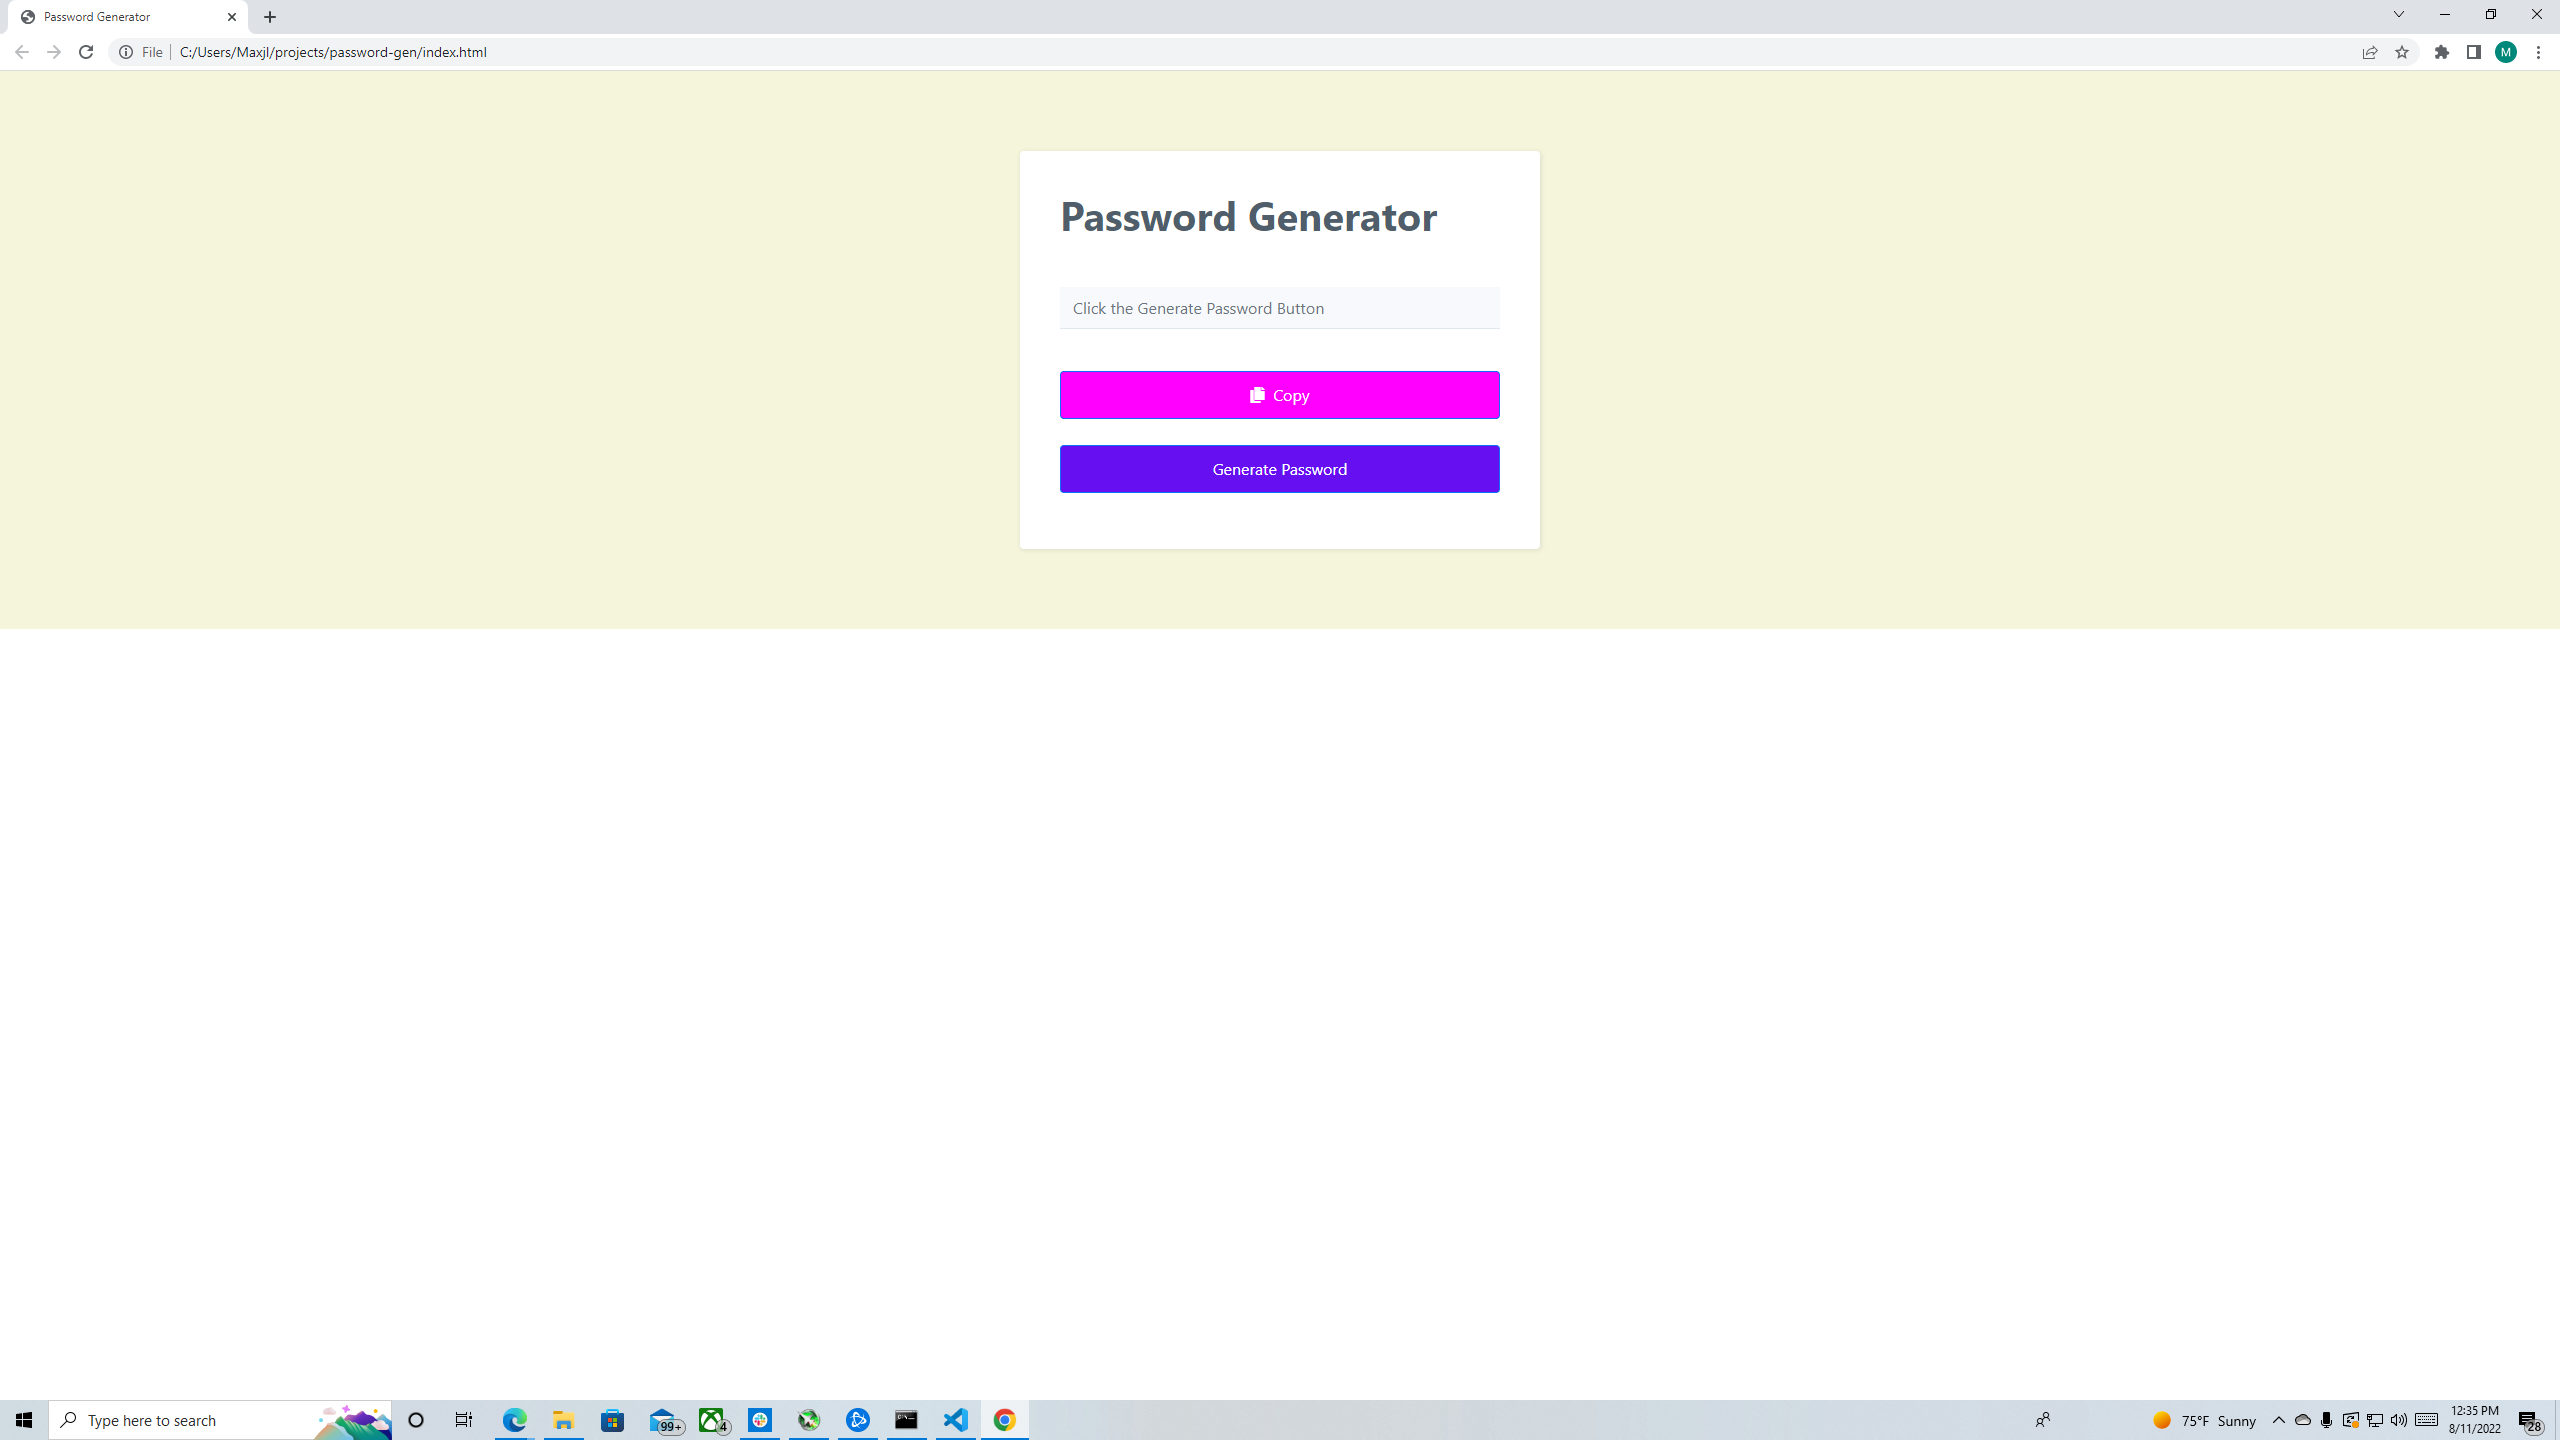 Password Generator
File
C:/Users/Maxjl/projects/password-gen/index.html
M
Password Generator
Click the Generate Password Button
Copy
Generate Password
Type here to search
99+
4
75°F Sunny
12:35 PM
8/11/2022
28